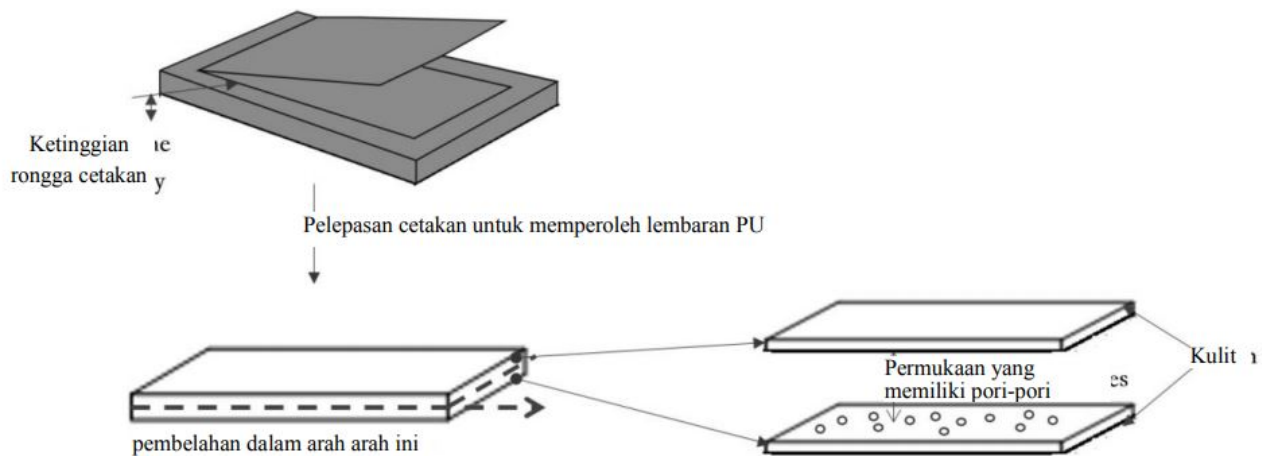 Ketinggian
rongga cetakan y
Pelepasan cetakan untuk memperoleh lembaran PU
Permukaan yang
memiliki pori-pori es
Kulit
pembelahan dalam arah arah ini